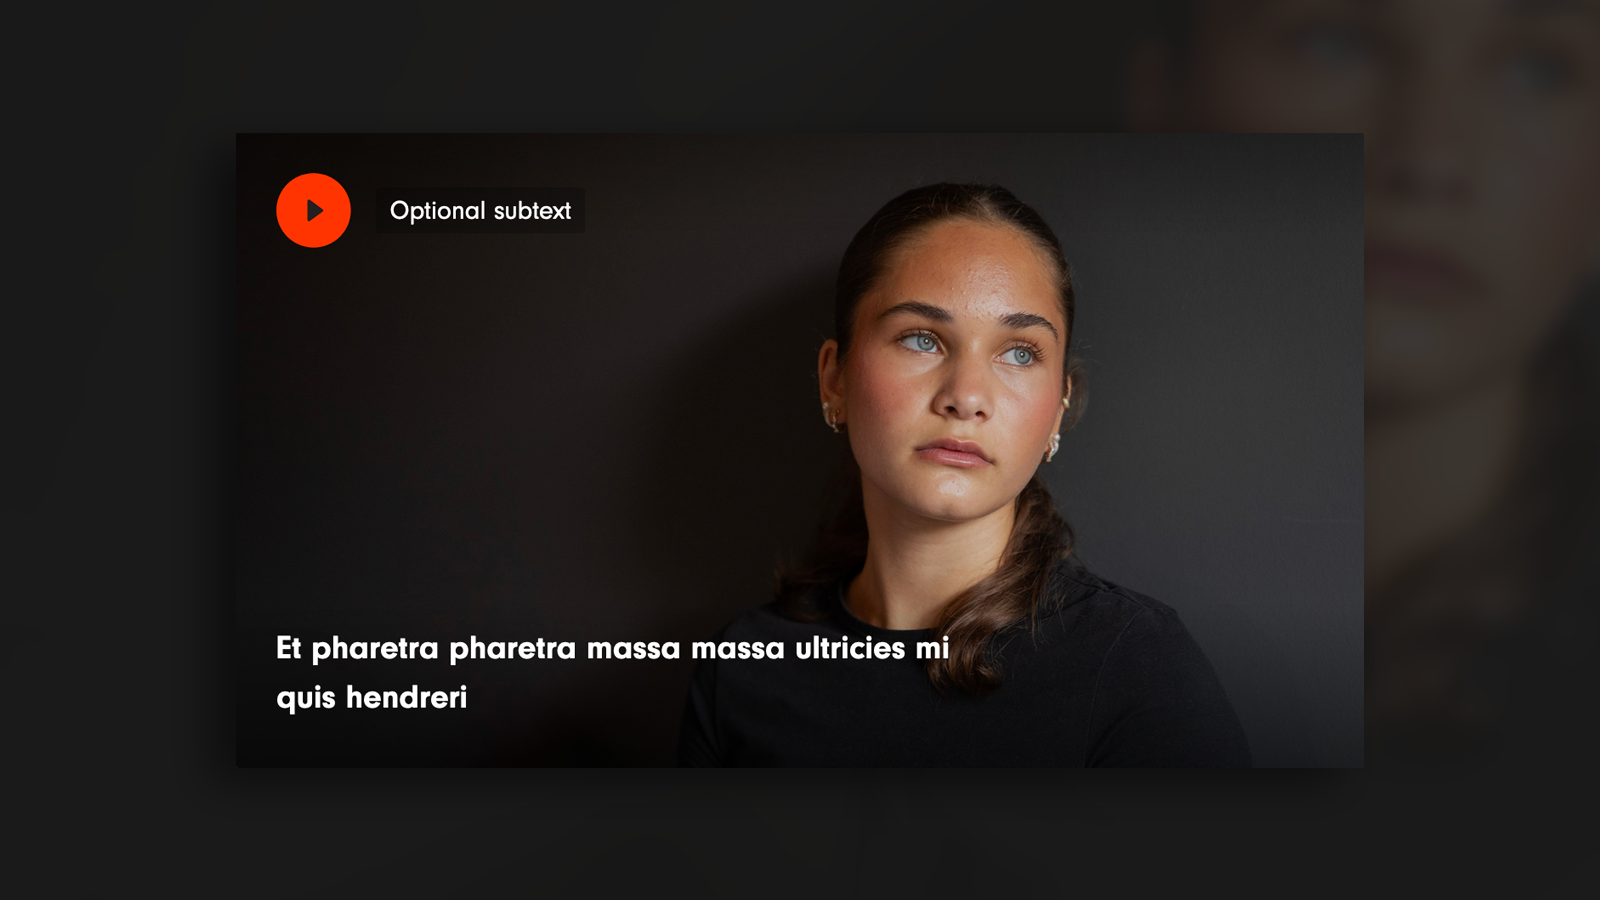 Optional subtext
Et pharetra pharetra massa massa ultricies mi
quis hendreri